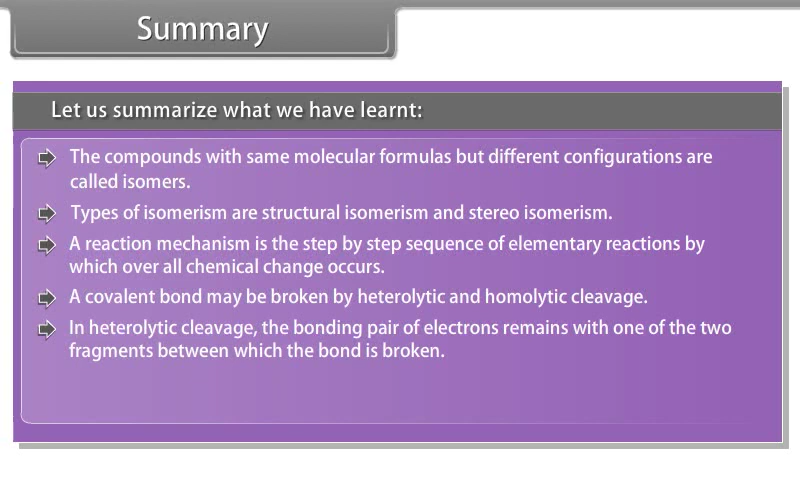 Summary
Let us summarize what we have learnt:
The compounds with same molecular formulas but different configurations are
called isomers.
Types of isomerism are structural isomerism and stereo isomerism.
A reaction mechanism is the step by step sequence of elementary reactions by
which over all chemical change occurs.
A covalent bond may be broken by heterolytic and homolytic cleavage.
In heterolytic cleavage, the bonding pair of electrons remains with one of the two
fragments between which the bond is broken.